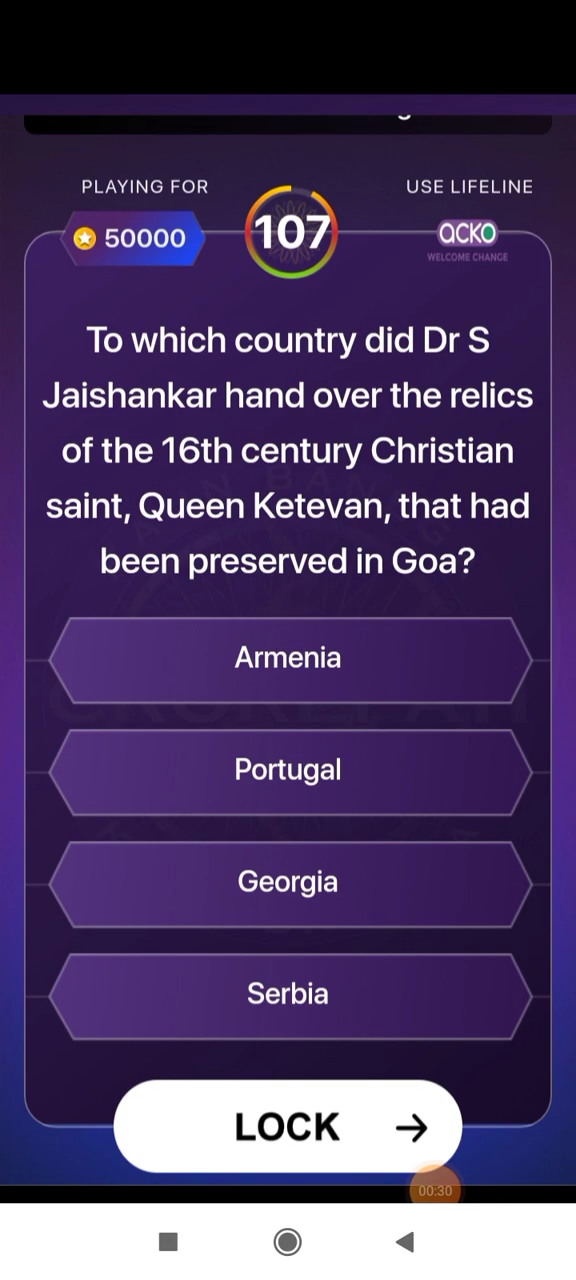 PLAYING FOR
USE LIFELINE
50000
107
ACKO
WELCOME CHANGE
To which country did Dr S
Jaishankar hand over the relics
of the 16th century Christian
saint, Queen Ketevan, that had
been preserved in Goa?
Armenia
Portugal
Georgia
Serbia
LOCK
00:30